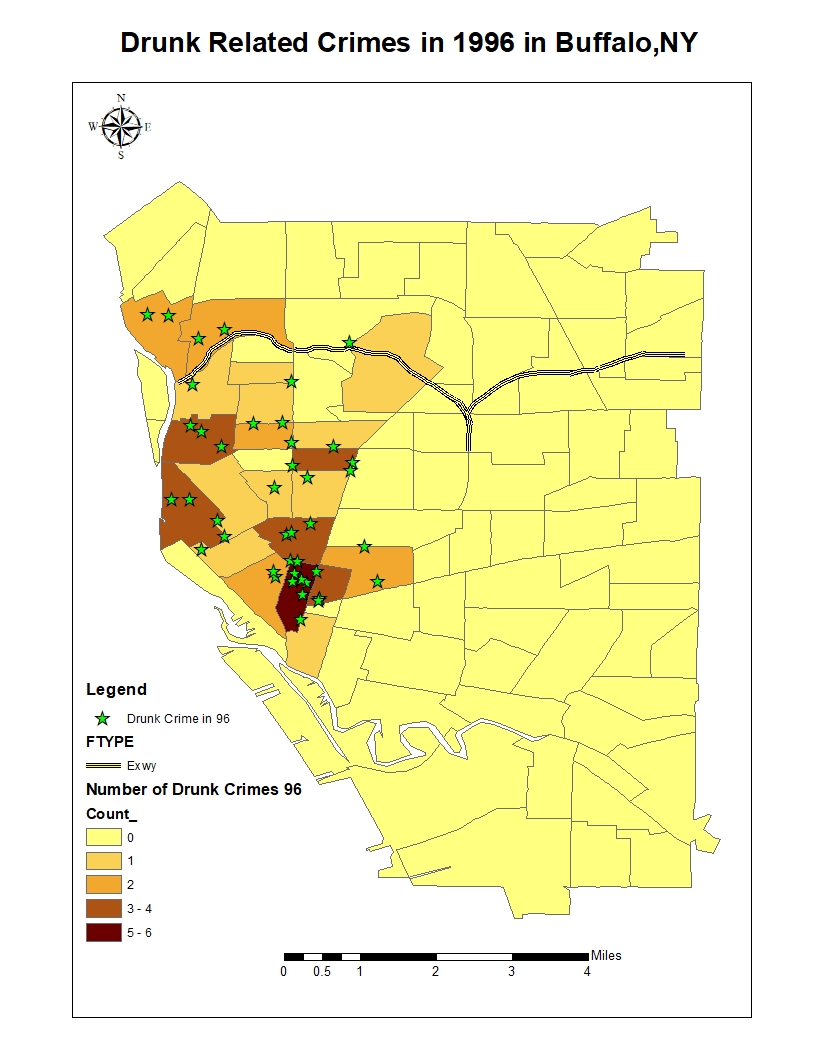 Drunk Related Crimes in 1996 in Buffalo,NY
N
W E
S
Legend
Drunk Crime in 96
FTYPE
Exwy
Number of Drunk Crimes 96
Count_
0
1
2
3 - 4
5 - 6
Miles
0 0.5 1 2 3 4